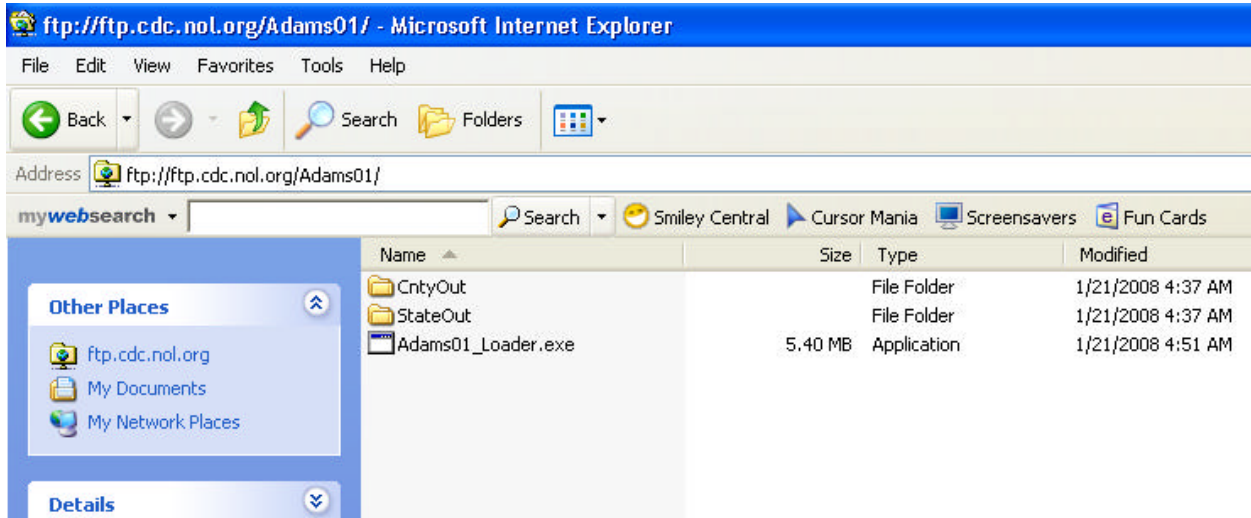 ftp://ftp.cdc.nol.org/Adams01/ - Microsoft Internet Explorer
File Edit View Favorites Tools Help
Back Search Folders
Address ftp://ftp.cdc.nol.org/Adams01/
mywebsearch Search Smiley Central Cursor Mania Screensavers Fun Cards
Name Size Type Modified
Other Places
ftp.cdc.nol.org
My Documents
My Network Places
Details
CntyOut File Folder 1/21/2008 4:37 AM
StateOut File Folder 1/21/2008 4:37 AM
Adams01_Loader.exe 5.40 MB Application 1/21/2008 4:51 AM